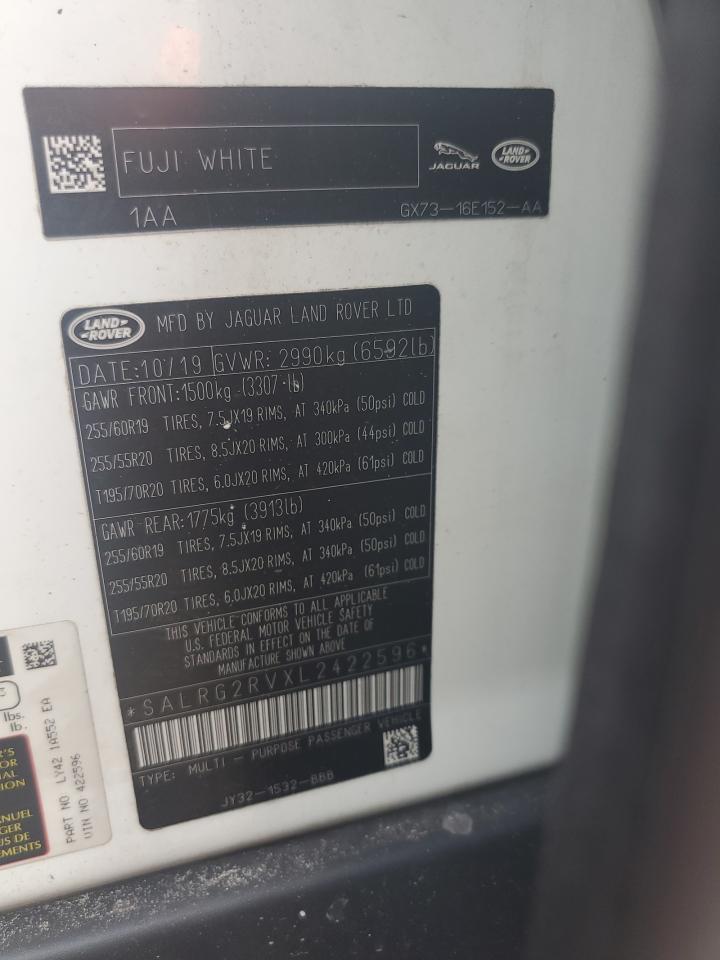 FUJI WHITE
JAGUAR
LAND ROVER
1AA
GX73-16E152-AA
LAND ROVER
MFD BY JAGUAR LAND ROVER LTD
DATE:10/19 GVWR: 2990kg (6592lb)
GAWR FRONT:1500kg (3307 lb)
255/60R19 TIRES, 7.5JX19 RIMS, AT 340kPa (50psi) COLD
255/55R20 TIRES, 8.5JX20 RIMS, AT 300kPa (44psi) COLD
T195/70R20 TIRES, 6.0JX20 RIMS, AT 420kPa (61psi) COLD
GAWR REAR:1775kg (3913lb)
255/60R19 TIRES, 7.5JX19 RIMS, AT 340kPa (50psi) COLD
255/55R20 TIRES, 8.5JX20 RIMS, AT 340kPa (50psi) COLD
T195/70R20 TIRES, 6.0JX20 RIMS, AT 420kPa (61psi) COLD
THIS VEHICLE CONFORMS TO ALL APPLICABLE
U.S. FEDERAL MOTOR VEHICLE SAFETY
STANDARDS IN EFFECT ON THE DATE OF
MANUFACTURE SHOWN ABOVE
*SALRG2RVXL2422596*
TYPE: MULTI - PURPOSE PASSENGER VEHICLE
JY32-1532-BBB
lbs.
lb.
PART NO LY42 1A552 EA
VIN NO 422596